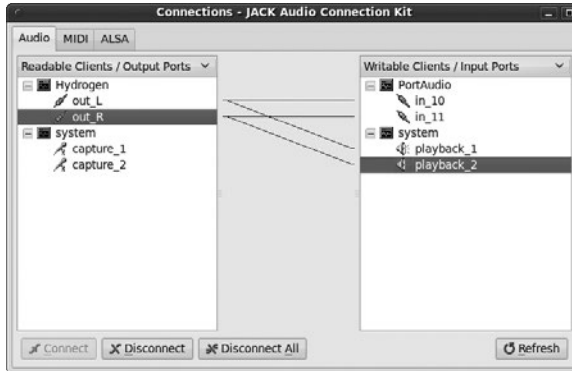 Connections - JACK Audio Connection Kit
Audio MIDI ALSA
Readable Clients / Output Ports
Hydrogen
out_L
out_R
system
capture_1
capture_2
Writable Clients / Input Ports
PortAudio
in_10
in_11
system
playback_1
playback_2
Connect Disconnect Disconnect All Refresh